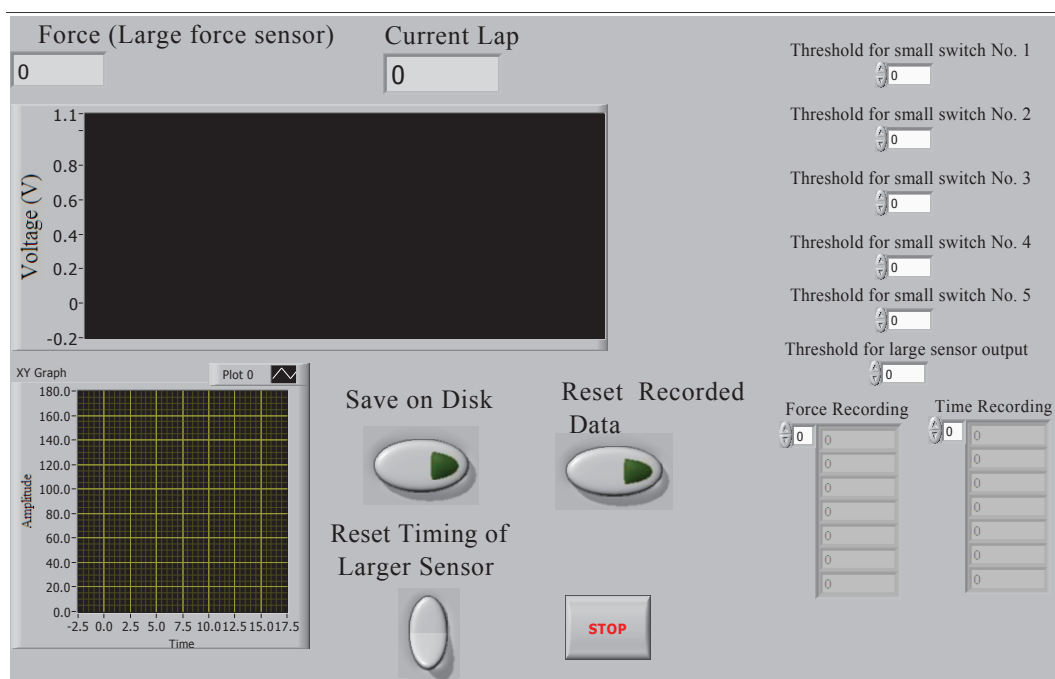 Force (Large force sensor)
0
Current Lap
0
1.1
0.8
0.6
0.4
0.2
0
-0.2
Voltage (V)
Threshold for small switch No. 1
0
Threshold for small switch No. 2
0
Threshold for small switch No. 3
0
Threshold for small switch No. 4
0
Threshold for small switch No. 5
0
Threshold for large sensor output
0
XY Graph
Plot 0
180.0
160.0
140.0
120.0
100.0
80.0
60.0
40.0
20.0
0.0
Amplitude
-2.5 0.0 2.5 5.0 7.5 10.0 12.5 15.0 17.5
Time
Save on Disk
Reset Recorded
Data
Reset Timing of
Larger Sensor
STOP
Force Recording
0
0
0
0
0
0
0
0
Time Recording
0
0
0
0
0
0
0
0